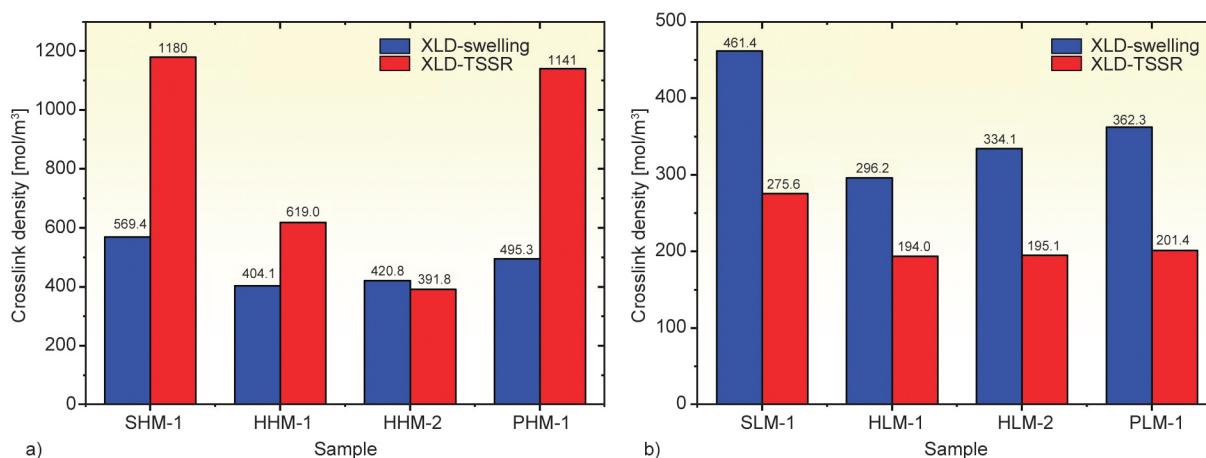 1200
1000
800
600
400
200
0
Crosslink density [mol/m³]
XLD-swelling
XLD-TSSR
569.4
1180
404.1
619.0
420.8
391.8
495.3
1141
SHM-1
HHM-1
HHM-2
PHM-1
Sample
a)
500
400
300
200
100
0
Crosslink density [mol/m³]
XLD-swelling
XLD-TSSR
461.4
275.6
296.2
194.0
334.1
195.1
362.3
201.4
SLM-1
HLM-1
HLM-2
PLM-1
Sample
b)